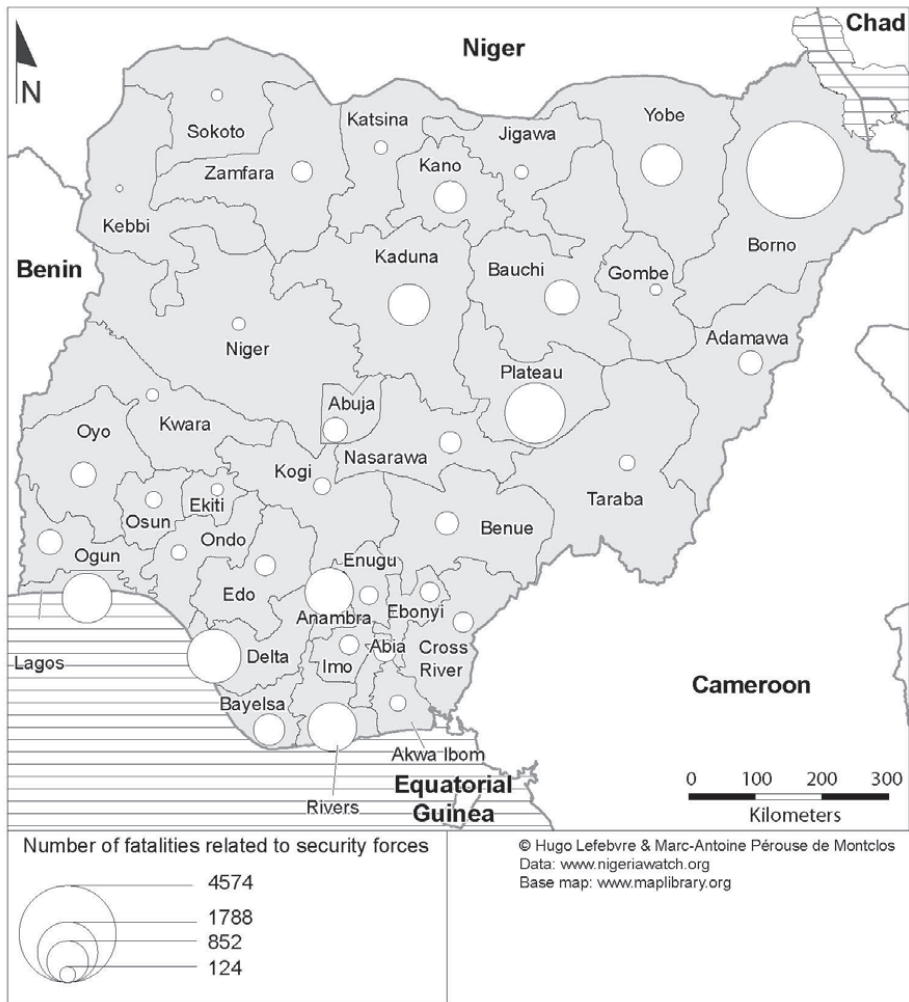 Chad
Niger
N
Sokoto
Katsina
Jigawa
Yobe
Kano
Zamfara
Kebbi
Borno
Kaduna
Bauchi
Gombe
Benin
Niger
Adamawa
Plateau
Abuja
Kwara
Oyo
Nasarawa
Kogi
Taraba
Ekiti
Osun
Benue
Ondo
Ogun
Enugu
Edo
Ebonyi
Anambra
Abia
Cross
River
Lagos
Delta
Imo
Cameroon
Bayelsa
Akwa Ibom
Rivers
Equatorial
Guinea
0 100 200 300
Kilometers
Number of fatalities related to security forces
4574
1788
852
124
© Hugo Lefebvre & Marc-Antoine Pérouse de Montclos
Data: www.nigeriawatch.org
Base map: www.maplibrary.org